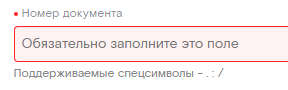 • Номер документа
Обязательно заполните это поле
Поддерживаемые спецсимволы - . : /